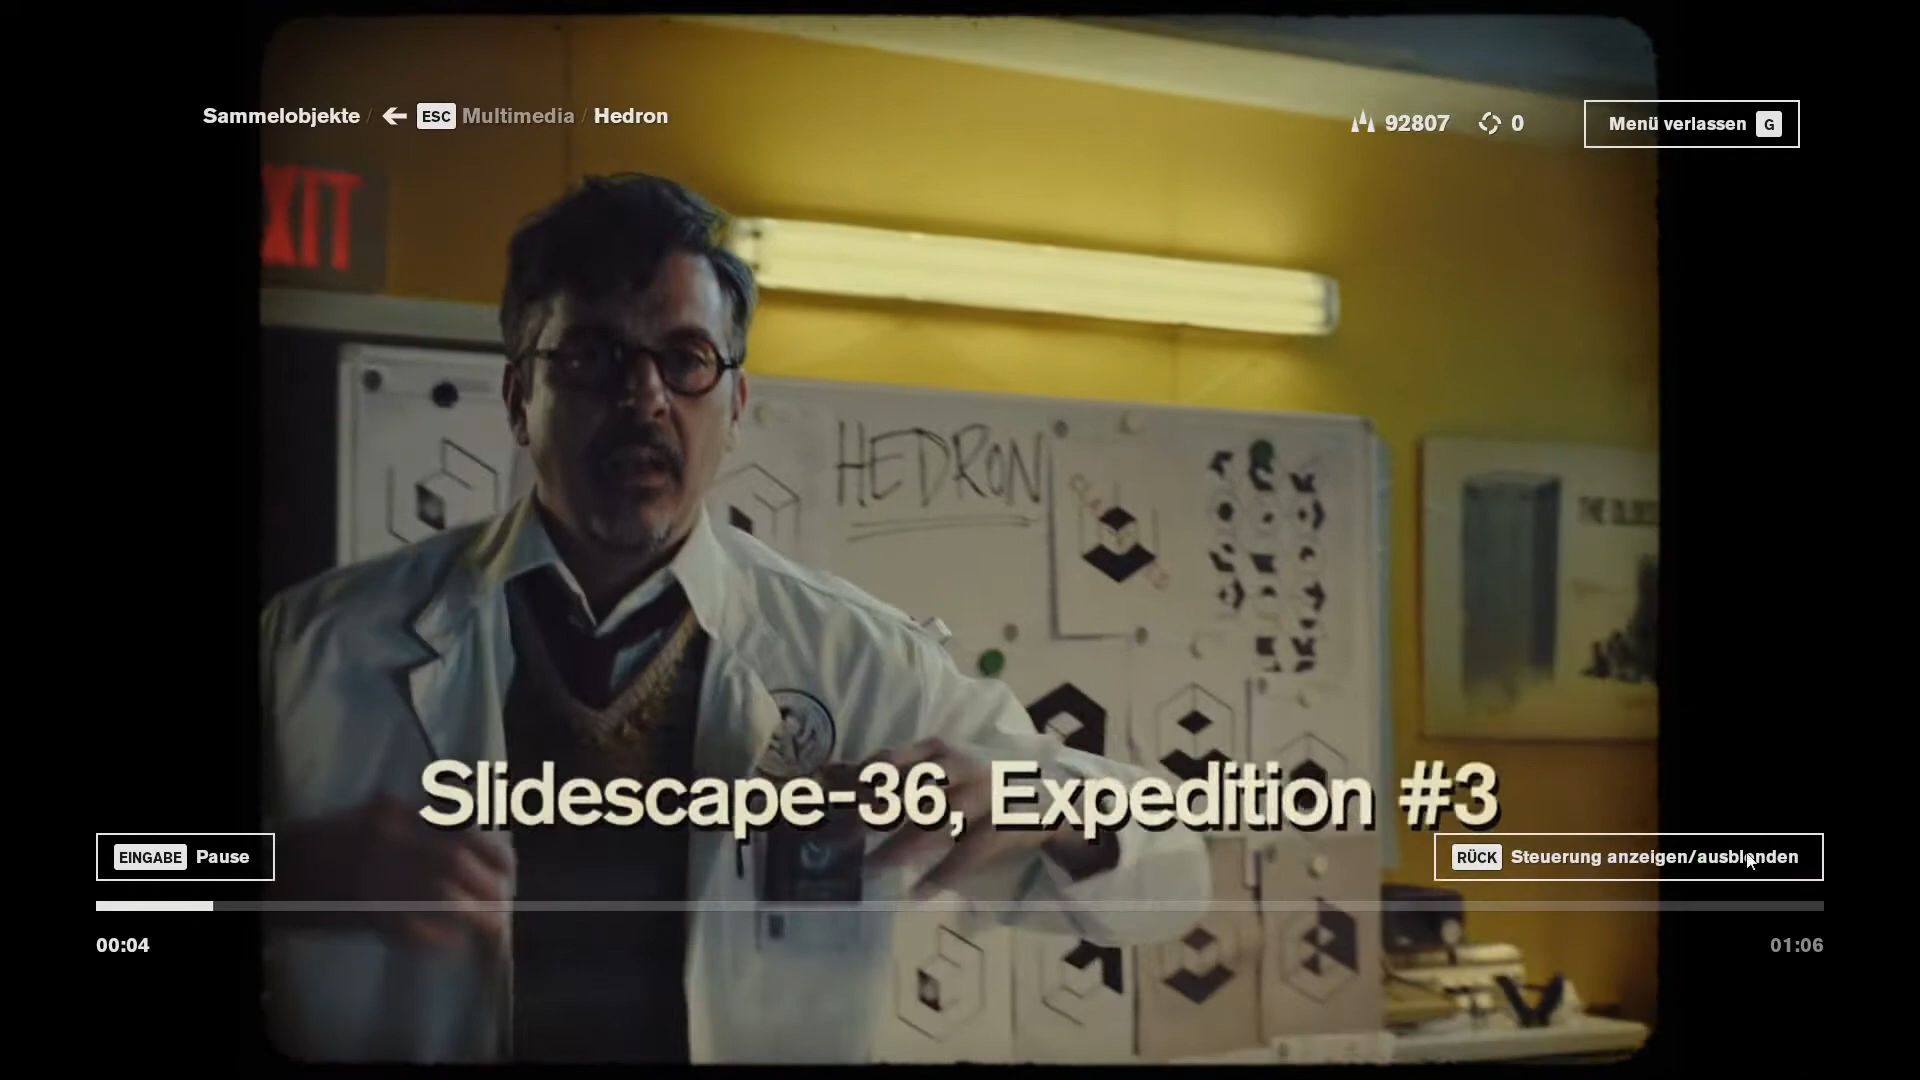 Sammelobjekte / ESC Multimedia / Hedron
92807 0 Menü verlassen G
EXIT
HEDRON
Slidescape-36, Expedition #3
EINGABE Pause
RÜCK Steuerung anzeigen/ausblenden
00:04
01:06